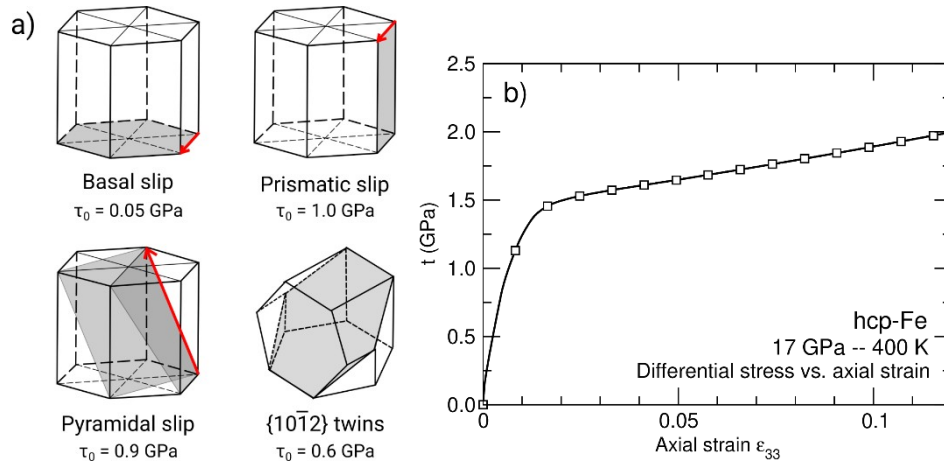 a)
Basal slip
τ₀ = 0.05 GPa
Prismatic slip
τ₀ = 1.0 GPa
Pyramidal slip
τ₀ = 0.9 GPa
{101̄2} twins
τ₀ = 0.6 GPa
b)
2.5
2.0
1.5
1.0
0.5
0.0
t (GPa)
hcp-Fe
17 GPa -- 400 K
Differential stress vs. axial strain
0
0.05
0.1
Axial strain ε₃₃